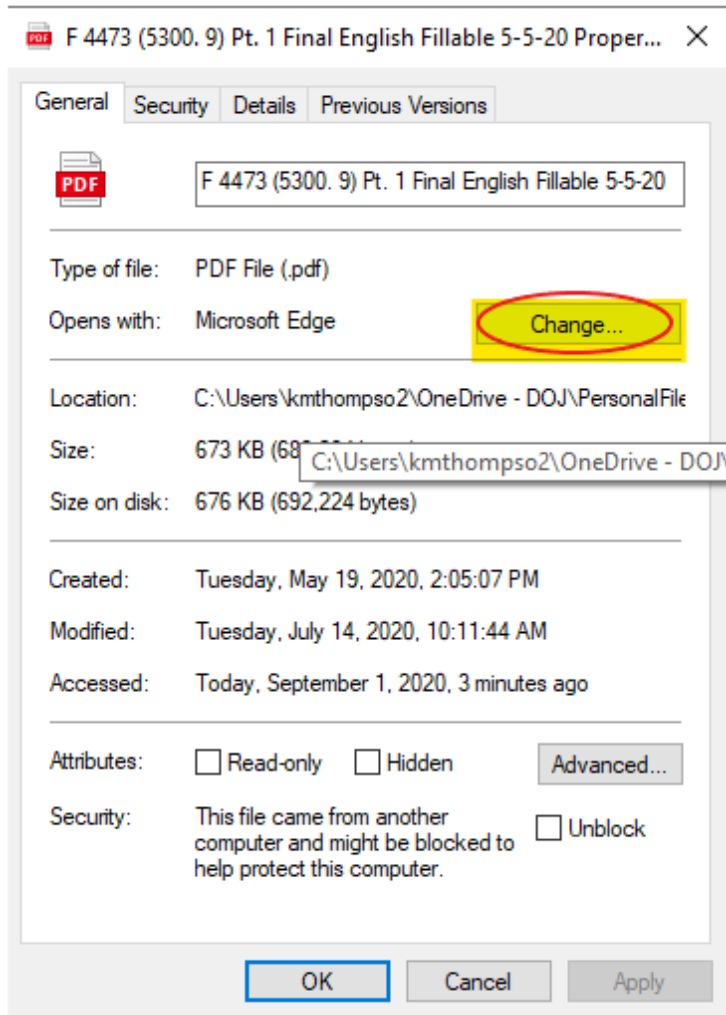 F 4473 (5300. 9) Pt. 1 Final English Fillable 5-5-20 Proper...
General Security Details Previous Versions
PDF
F 4473 (5300. 9) Pt. 1 Final English Fillable 5-5-20
Type of file: PDF File (.pdf)
Opens with: Microsoft Edge Change...
Location: C:\Users\kmthompso2\OneDrive - DOJ\PersonalFile
Size: 673 KB (68
C:\Users\kmthompso2\OneDrive - DOJ\
Size on disk: 676 KB (692,224 bytes)
Created: Tuesday, May 19, 2020, 2:05:07 PM
Modified: Tuesday, July 14, 2020, 10:11:44 AM
Accessed: Today, September 1, 2020, 3 minutes ago
Attributes: Read-only Hidden Advanced...
Security: This file came from another
computer and might be blocked to
help protect this computer.
Unblock
OK Cancel Apply